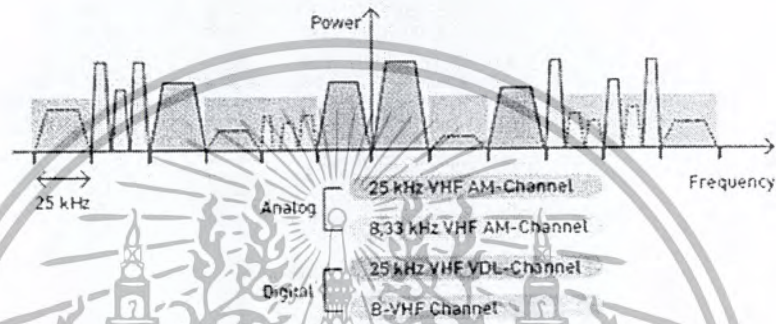 Power
Frequency
25 kHz
Analog
25 kHz VHF AM-Channel
8,33 kHz VHF AM-Channel
Digital
25 kHz VHF VDL-Channel
B-VHF Channel